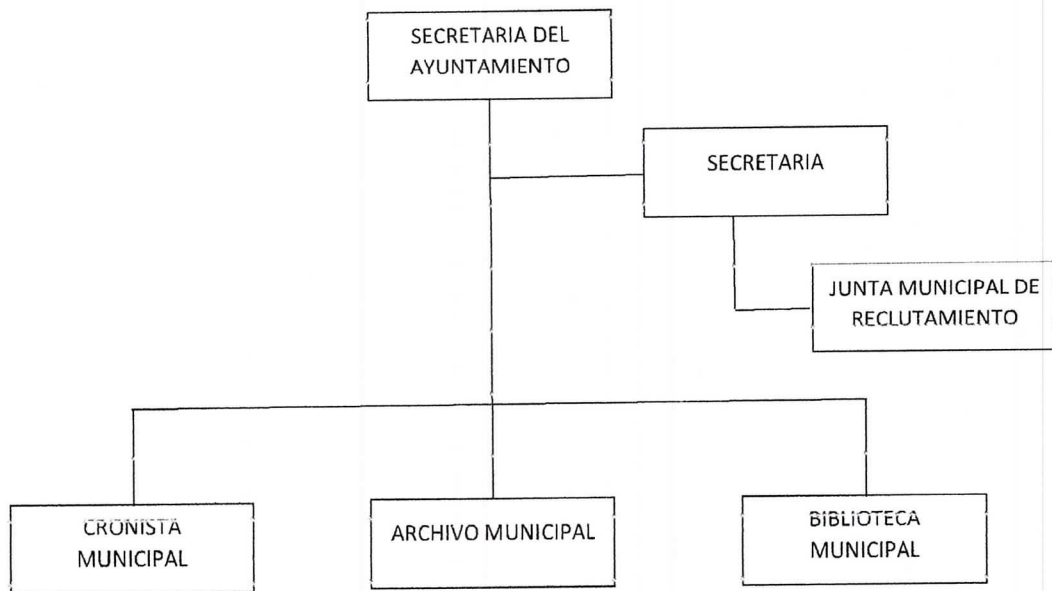 SECRETARIA DEL
AYUNTAMIENTO
SECRETARIA
JUNTA MUNICIPAL DE
RECLUTAMIENTO
CRONISTA
MUNICIPAL
ARCHIVO MUNICIPAL
BIBLIOTECA
MUNICIPAL